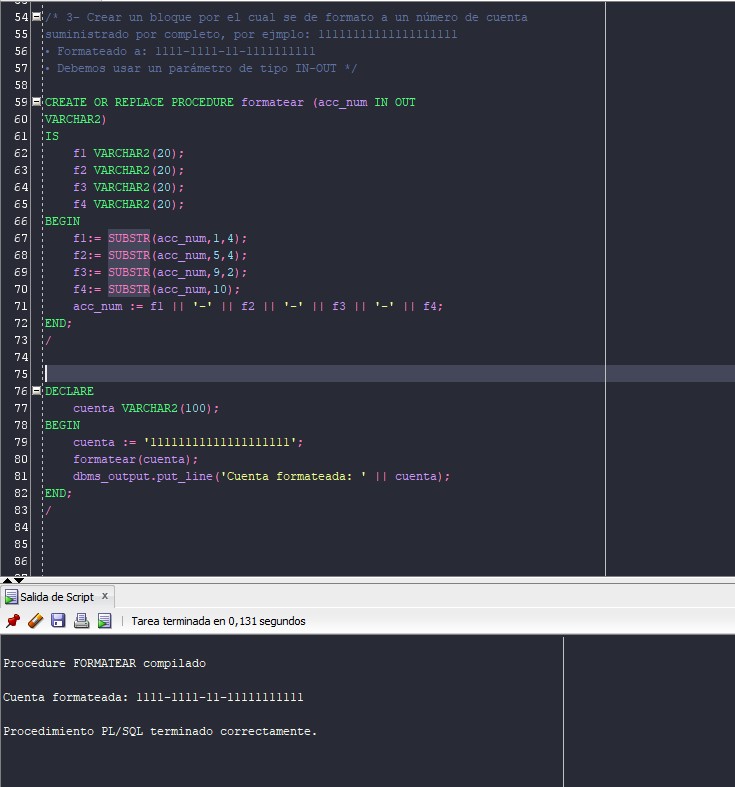 54 /* 3- Crear un bloque por el cual se de formato a un número de cuenta
55 suministrado por completo, por ejmplo: 11111111111111111111
56 • Formateado a: 1111-1111-11-1111111111
57 • Debemos usar un parámetro de tipo IN-OUT */
58
59 CREATE OR REPLACE PROCEDURE formatear (acc_num IN OUT
60 VARCHAR2)
61 IS
62 f1 VARCHAR2(20);
63 f2 VARCHAR2(20);
64 f3 VARCHAR2(20);
65 f4 VARCHAR2(20);
66 BEGIN
67 f1:= SUBSTR(acc_num,1,4);
68 f2:= SUBSTR(acc_num,5,4);
69 f3:= SUBSTR(acc_num,9,2);
70 f4:= SUBSTR(acc_num,10);
71 acc_num := f1 || '-' || f2 || '-' || f3 || '-' || f4;
72 END;
73 /
74
75
76 DECLARE
77 cuenta VARCHAR2(100);
78 BEGIN
79 cuenta := '11111111111111111111';
80 formatear(cuenta);
81 dbms_output.put_line('Cuenta formateada: ' || cuenta);
82 END;
83 /
84
85
86
Salida de Script x
Tarea terminada en 0,131 segundos
Procedure FORMATEAR compilado
Cuenta formateada: 1111-1111-11-11111111111
Procedimiento PL/SQL terminado correctamente.